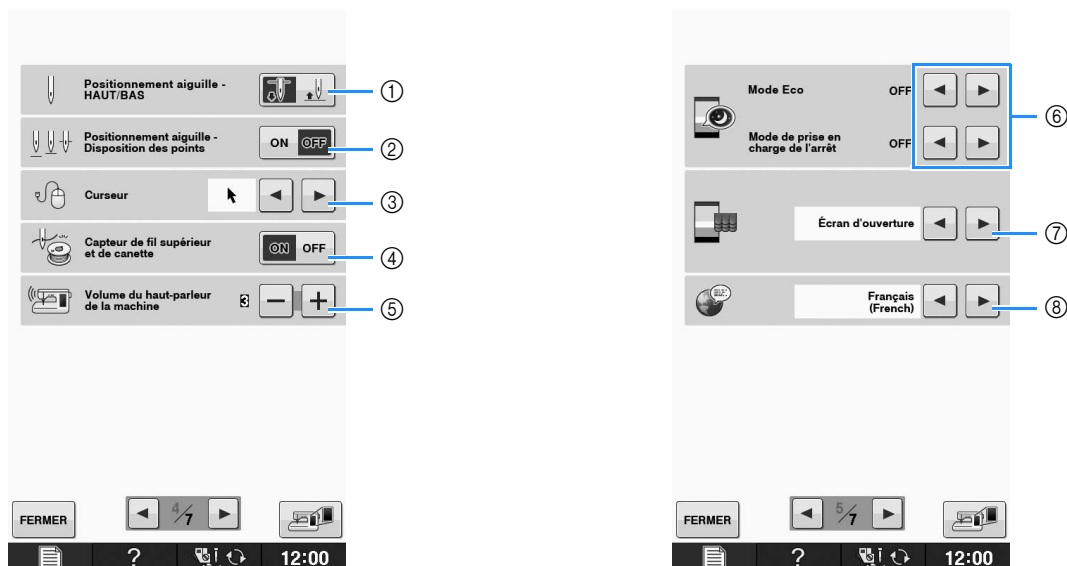 Positionnement aiguille -
HAUT/BAS
①
Positionnement aiguille -
Disposition des points
ON OFF
②
Curseur
③
Capteur de fil supérieur
et de canette
ON OFF
④
Volume du haut-parleur
de la machine
3
⑤
FERMER
4/7
?
12:00
Mode Eco
OFF
⑥
Mode de prise en
charge de l'arrêt
OFF
Écran d'ouverture
⑦
Français
(French)
⑧
FERMER
5/7
?
12:00